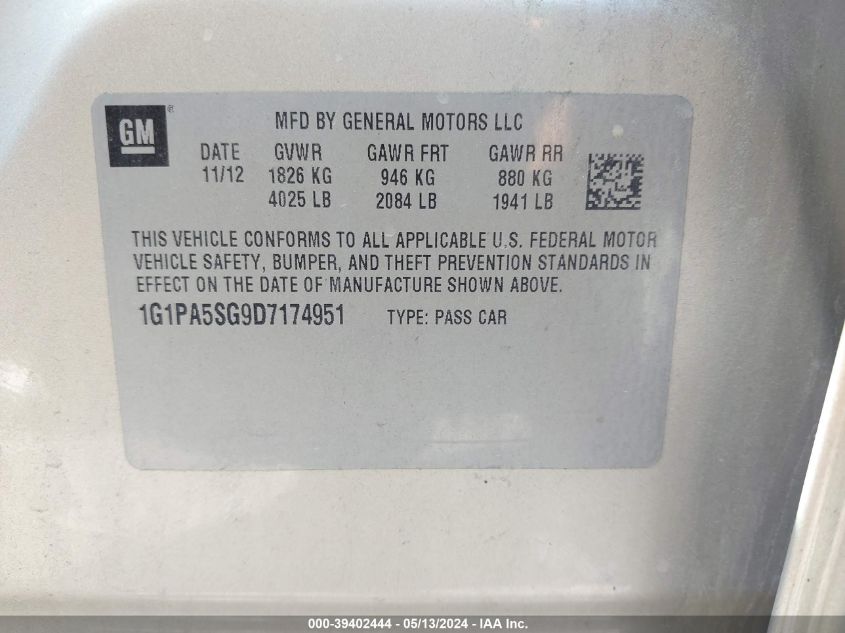 GM ®
MFD BY GENERAL MOTORS LLC
DATE GVWR GAWR FRT GAWR RR
11/12 1826 KG 946 KG 880 KG
4025 LB 2084 LB 1941 LB
THIS VEHICLE CONFORMS TO ALL APPLICABLE U.S. FEDERAL MOTOR
VEHICLE SAFETY, BUMPER, AND THEFT PREVENTION STANDARDS IN
EFFECT ON THE DATE OF MANUFACTURE SHOWN ABOVE.
1G1PA5SG9D7174951 TYPE: PASS CAR
000-39402444 - 05/13/2024 - IAA Inc.